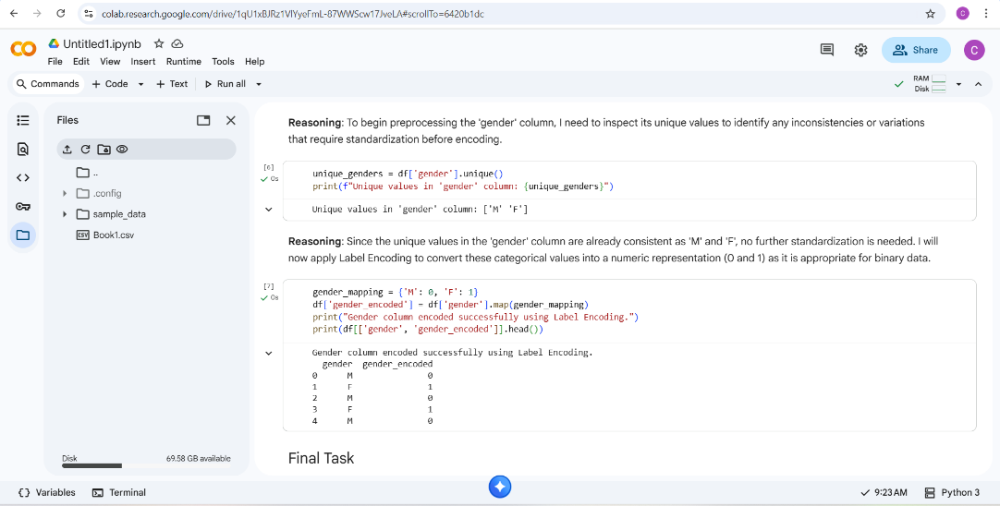 colab.research.google.com/drive/1qU1xBJRz1VlYyeFmL-87WWScw17JveLA#scrollTo=6420b1dc
C
Untitled1.ipynb
File Edit View Insert Runtime Tools Help
Share
C
Commands + Code + Text Run all
RAM
Disk
Files
..
.config
sample_data
CSV Book1.csv
Disk 69.58 GB available
Reasoning: To begin preprocessing the 'gender' column, I need to inspect its unique values to identify any inconsistencies or variations
that require standardization before encoding.
[6]
0s
unique_genders = df['gender'].unique()
print(f"Unique values in 'gender' column: {unique_genders}")
Unique values in 'gender' column: ['M' 'F']
Reasoning: Since the unique values in the 'gender' column are already consistent as 'M' and 'F', no further standardization is needed. I will
now apply Label Encoding to convert these categorical values into a numeric representation (0 and 1) as it is appropriate for binary data.
[7]
0s
gender_mapping = {'M': 0, 'F': 1}
df['gender_encoded'] = df['gender'].map(gender_mapping)
print("Gender column encoded successfully using Label Encoding.")
print(df[['gender', 'gender_encoded']].head())
Gender column encoded successfully using Label Encoding.
gender gender_encoded
0 M 0
1 F 1
2 M 0
3 F 1
4 M 0
Final Task
Variables Terminal 9:23 AM Python 3